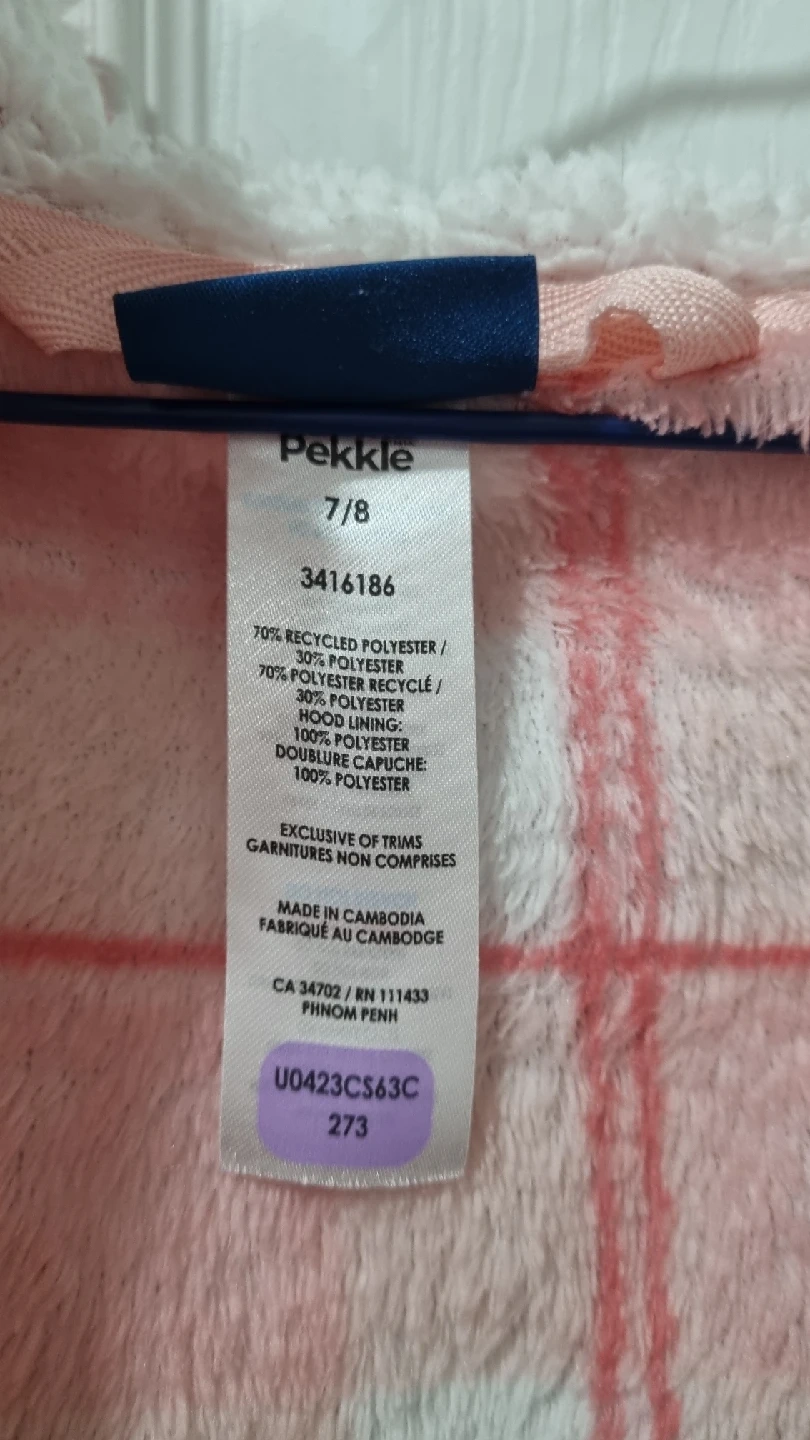 Pekkle
7/8
3416186
70% RECYCLED POLYESTER /
30% POLYESTER
70% POLYESTER RECYCLÉ /
30% POLYESTER
HOOD LINING:
100% POLYESTER
DOUBLURE CAPUCHE:
100% POLYESTER
EXCLUSIVE OF TRIMS
GARNITURES NON COMPRISES
MADE IN CAMBODIA
FABRIQUÉ AU CAMBODGE
CA 34702 / RN 111433
PHNOM PENH
U0423CS63C
273